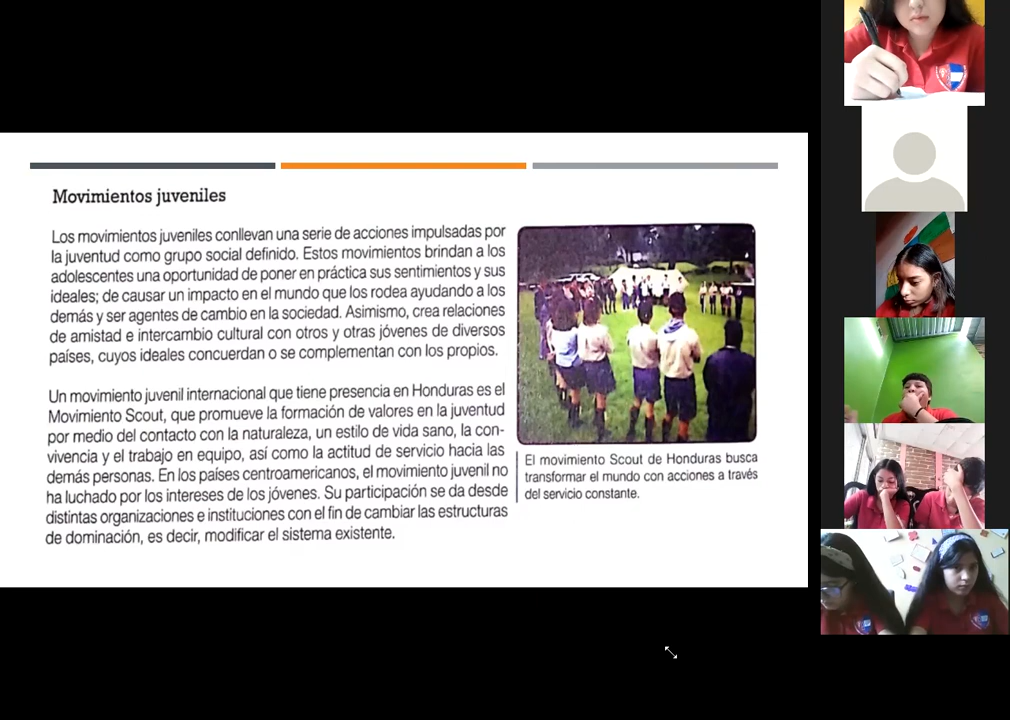 Movimientos juveniles
Los movimientos juveniles conllevan una serie de acciones impulsadas por
la juventud como grupo social definido. Estos movimientos brindan a los
adolescentes una oportunidad de poner en práctica sus sentimientos y sus
ideales; de causar un impacto en el mundo que los rodea ayudando a los
demás y ser agentes de cambio en la sociedad. Asimismo, crea relaciones
de amistad e intercambio cultural con otros y otras jóvenes de diversos
países, cuyos ideales concuerdan o se complementan con los propios.
Un movimiento juvenil internacional que tiene presencia en Honduras es el
Movimiento Scout, que promueve la formación de valores en la juventud
por medio del contacto con la naturaleza, un estilo de vida sano, la con-
vivencia y el trabajo en equipo, así como la actitud de servicio hacia las
demás personas. En los países centroamericanos, el movimiento juvenil no
ha luchado por los intereses de los jóvenes. Su participación se da desde
distintas organizaciones e instituciones con el fin de cambiar las estructuras
de dominación, es decir, modificar el sistema existente.
El movimiento Scout de Honduras busca
transformar el mundo con acciones a través
del servicio constante.